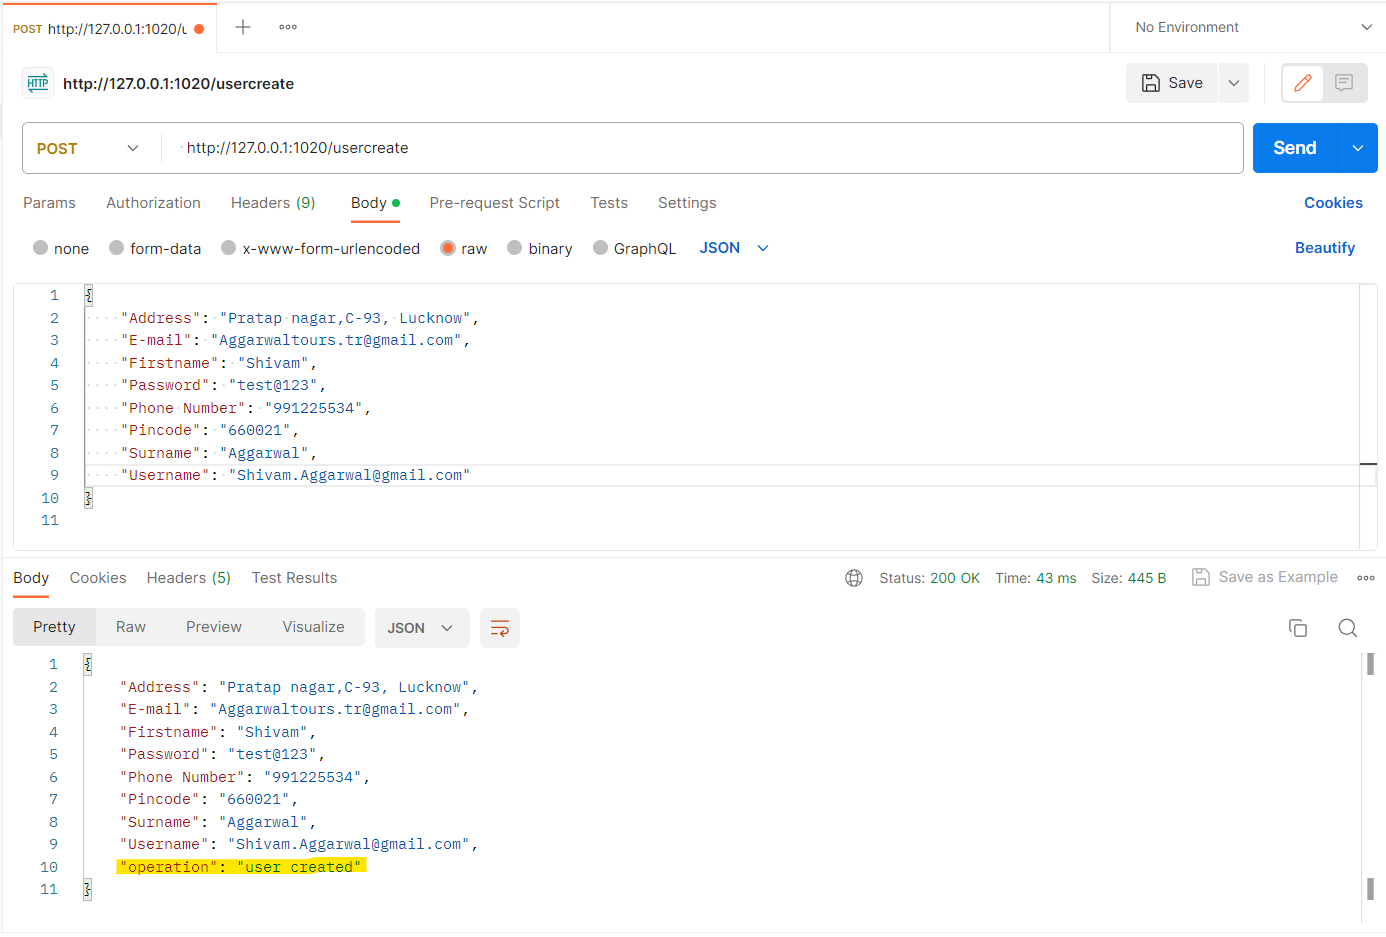 POST http://127.0.0.1:1020/u
No Environment
HTTP http://127.0.0.1:1020/usercreate
Save
POST http://127.0.0.1:1020/usercreate
Send
Params Authorization Headers (9) Body Pre-request Script Tests Settings Cookies
none form-data x-www-form-urlencoded raw binary GraphQL JSON Beautify
1 {
2 "Address": "Pratap nagar,C-93, Lucknow",
3 "E-mail": "Aggarwaltours.tr@gmail.com",
4 "Firstname": "Shivam",
5 "Password": "test@123",
6 "Phone Number": "991225534",
7 "Pincode": "660021",
8 "Surname": "Aggarwal",
9 "Username": "Shivam.Aggarwal@gmail.com"
10 }
11
Body Cookies Headers (5) Test Results Status: 200 OK Time: 43 ms Size: 445 B Save as Example
Pretty Raw Preview Visualize JSON
1 {
2 "Address": "Pratap nagar,C-93, Lucknow",
3 "E-mail": "Aggarwaltours.tr@gmail.com",
4 "Firstname": "Shivam",
5 "Password": "test@123",
6 "Phone Number": "991225534",
7 "Pincode": "660021",
8 "Surname": "Aggarwal",
9 "Username": "Shivam.Aggarwal@gmail.com",
10 "operation": "user created"
11 }